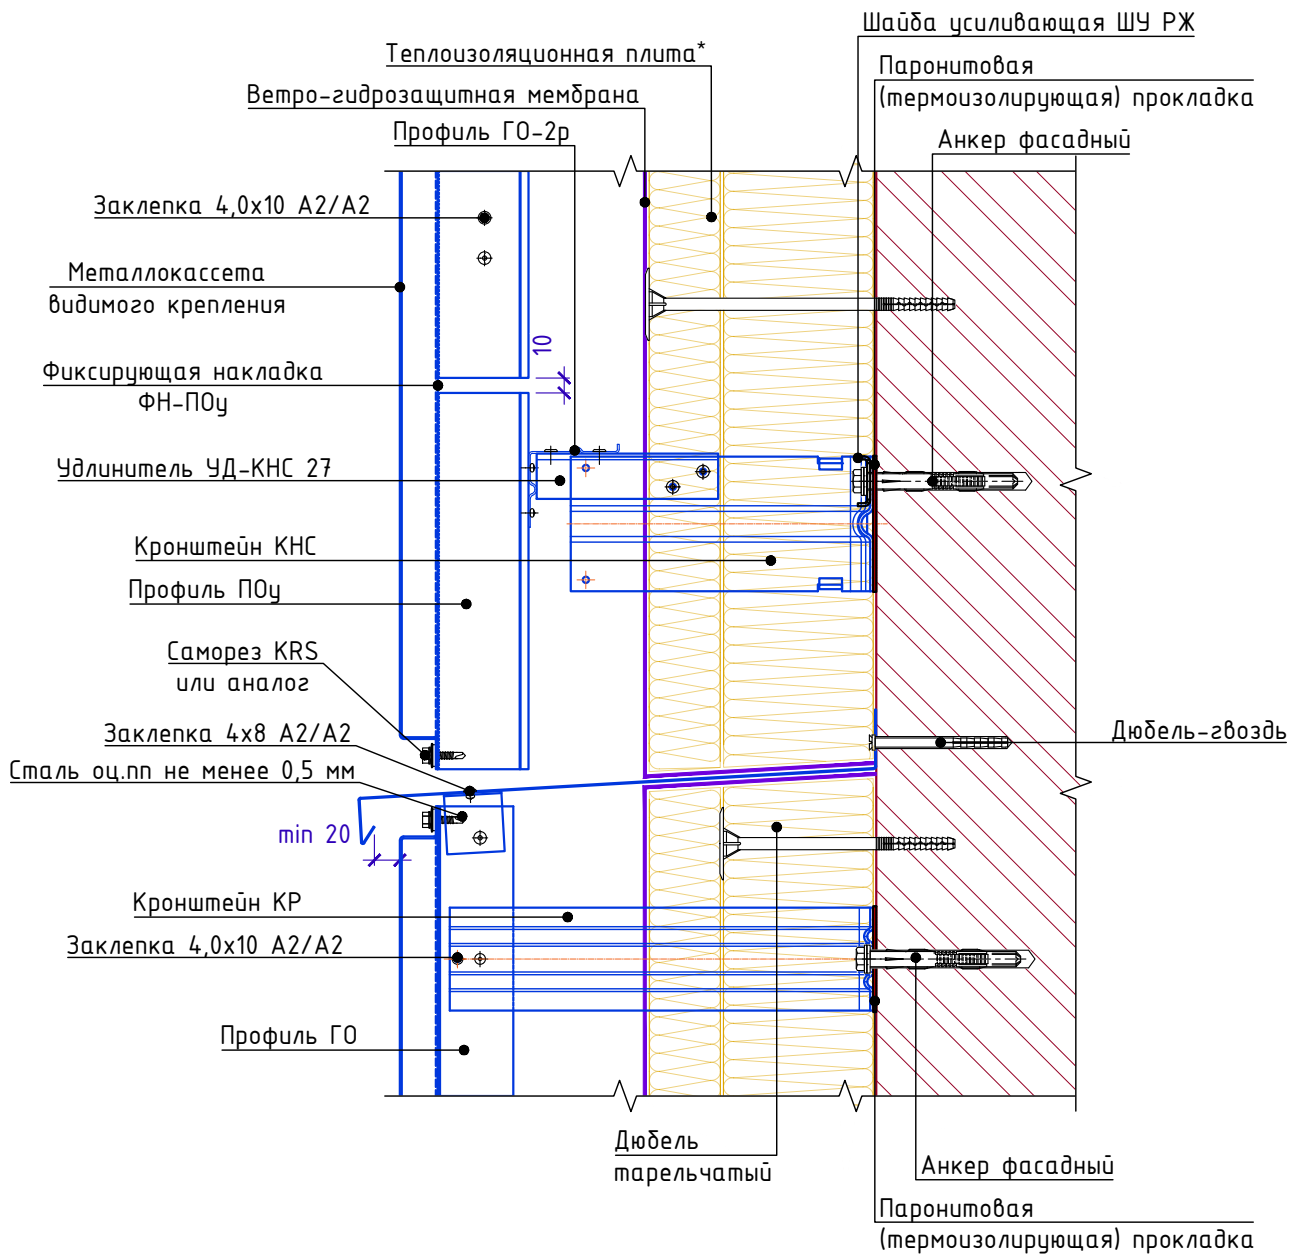 Шайба усиливающая ШУ РЖ
Теплоизоляционная плита*
Паронитовая
(термоизолирующая) прокладка
Ветро-гидрозащитная мембрана
Профиль ГО-2р
Анкер фасадный
Заклепка 4,0х10 А2/А2
Металлокассета
видимого крепления
10
Фиксирующая накладка
ФН-ПОу
Удлинитель УД-КНС 27
Кронштейн КНС
Профиль ПОу
Саморез KRS
или аналог
Заклепка 4х8 А2/А2
Дюбель-гвоздь
Сталь оц.пп не менее 0,5 мм
min 20
Кронштейн КР
Заклепка 4,0х10 А2/А2
Профиль ГО
Дюбель
тарельчатый
Анкер фасадный
Паронитовая
(термоизолирующая) прокладка